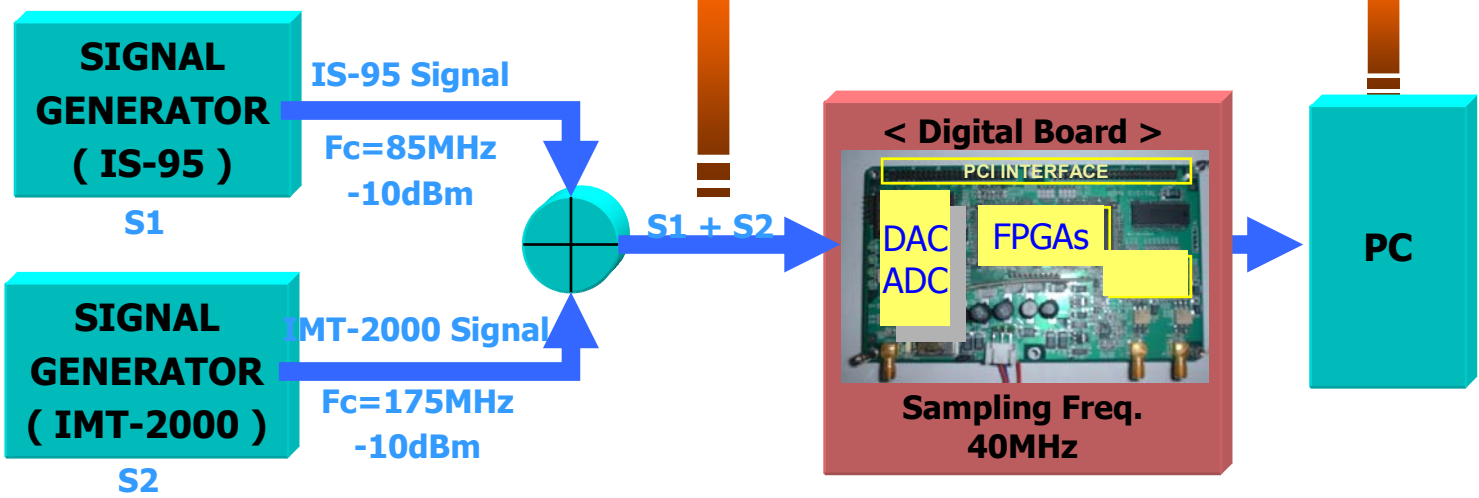 SIGNAL
GENERATOR
( IS-95 )
S1
IS-95 Signal
Fc=85MHz
-10dBm
SIGNAL
GENERATOR
( IMT-2000 )
S2
IMT-2000 Signal
Fc=175MHz
-10dBm
S1 + S2
< Digital Board >
PCI INTERFACE
DAC
ADC
FPGAs
Sampling Freq.
40MHz
PC